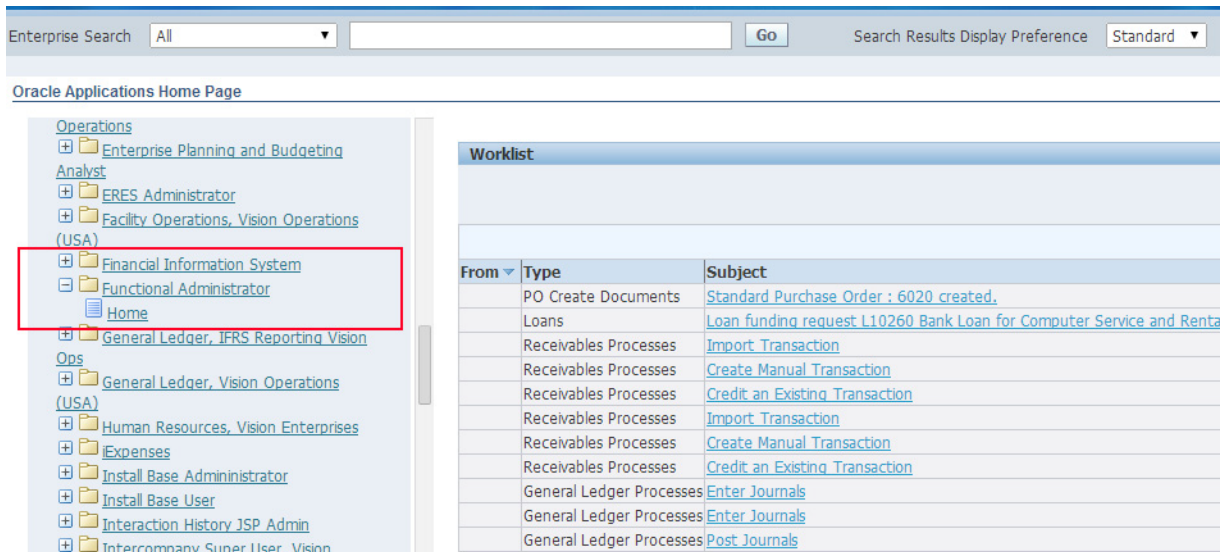 Enterprise Search All Go Search Results Display Preference Standard
Oracle Applications Home Page
Operations
Enterprise Planning and Budgeting
Analyst
ERES Administrator
Facility Operations, Vision Operations
(USA)
Financial Information System
Functional Administrator
Home
General Ledger, IFRS Reporting Vision
Ops
General Ledger, Vision Operations
(USA)
Human Resources, Vision Enterprises
iExpenses
Install Base Admininistrator
Install Base User
Interaction History JSP Admin
Intercompany Super User, Vision
Worklist
From Type Subject
PO Create Documents Standard Purchase Order : 6020 created.
Loans Loan funding request L10260 Bank Loan for Computer Service and Renta
Receivables Processes Import Transaction
Receivables Processes Create Manual Transaction
Receivables Processes Credit an Existing Transaction
Receivables Processes Import Transaction
Receivables Processes Create Manual Transaction
Receivables Processes Credit an Existing Transaction
General Ledger Processes Enter Journals
General Ledger Processes Enter Journals
General Ledger Processes Post Journals